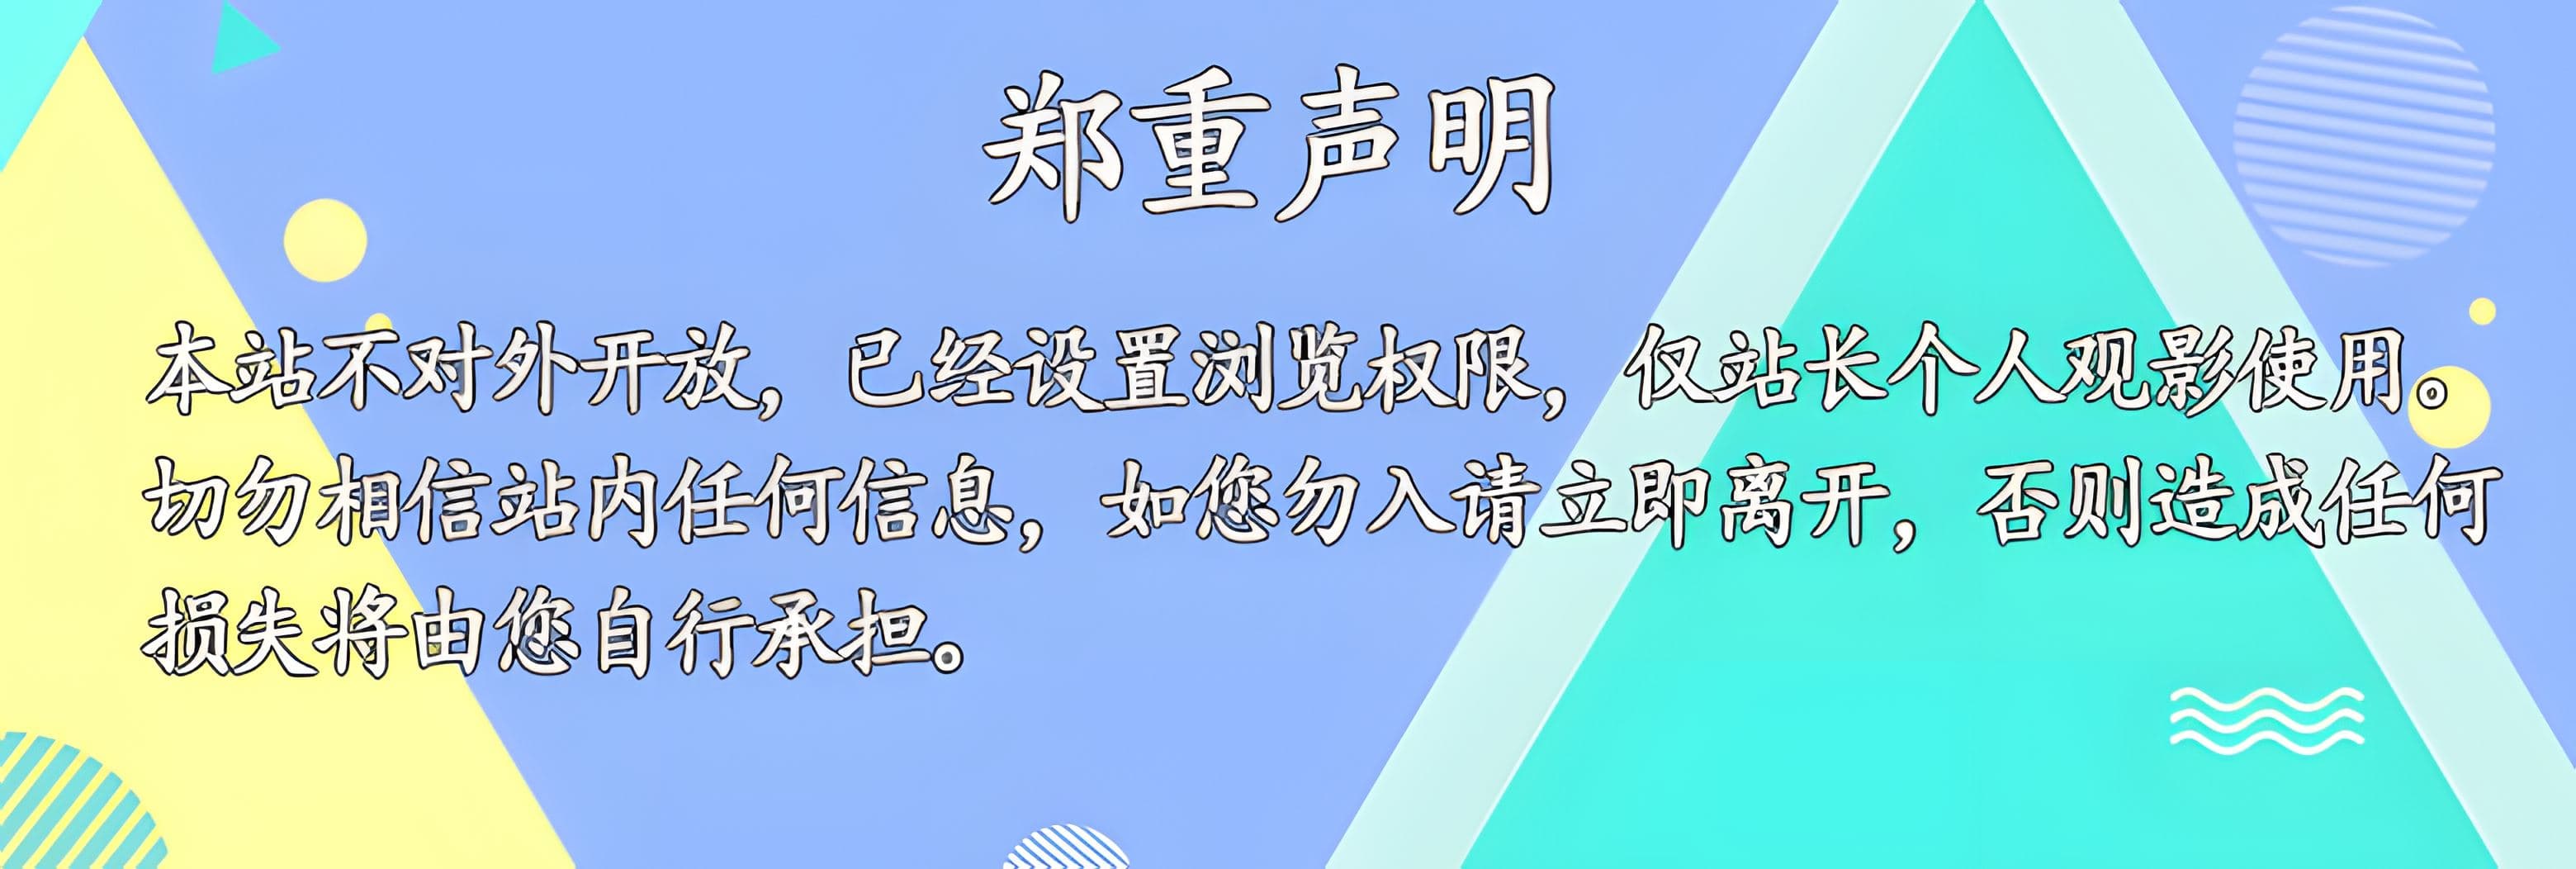 郑重声明
本站不对外开放，已经设置浏览权限，仅站长个人观影使用。
切勿相信站内任何信息，如您勿入请立即离开，否则造成任何
损失将由您自行承担。